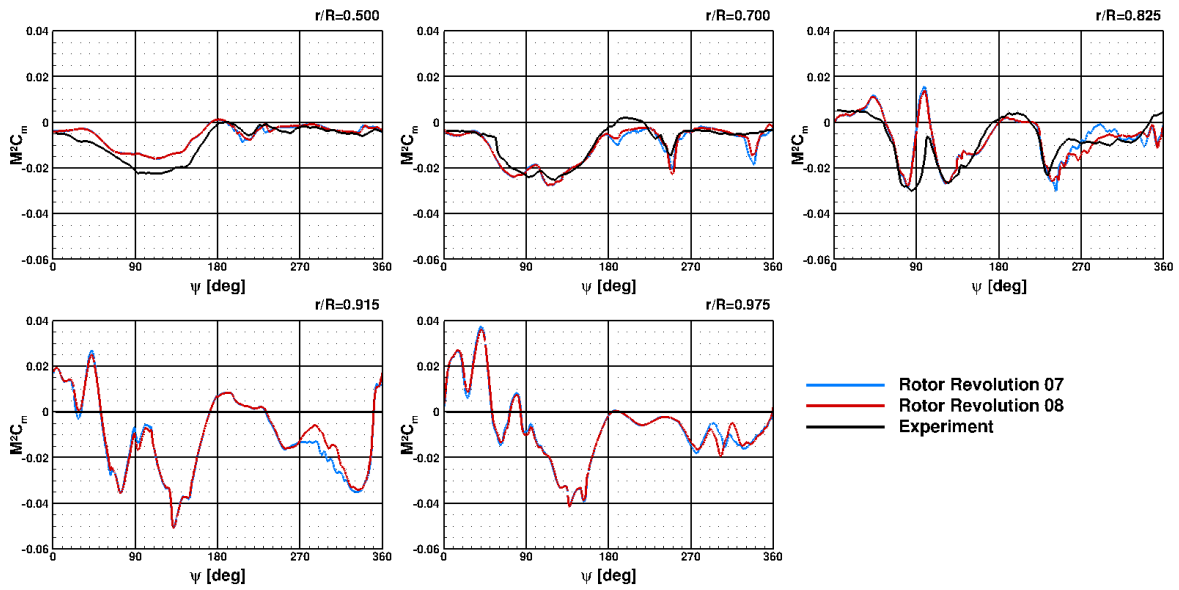 r/R=0.500
0.04
0.02
0
-0.02
-0.04
-0.06
M²Cm
0 90 180 270 360
ψ [deg]
r/R=0.700
0.04
0.02
0
-0.02
-0.04
-0.06
M²Cm
0 90 180 270 360
ψ [deg]
r/R=0.825
0.04
0.02
0
-0.02
-0.04
-0.06
M²Cm
0 90 180 270 360
ψ [deg]
r/R=0.915
0.04
0.02
0
-0.02
-0.04
-0.06
M²Cm
0 90 180 270 360
ψ [deg]
r/R=0.975
0.04
0.02
0
-0.02
-0.04
-0.06
M²Cm
0 90 180 270 360
ψ [deg]
Rotor Revolution 07
Rotor Revolution 08
Experiment